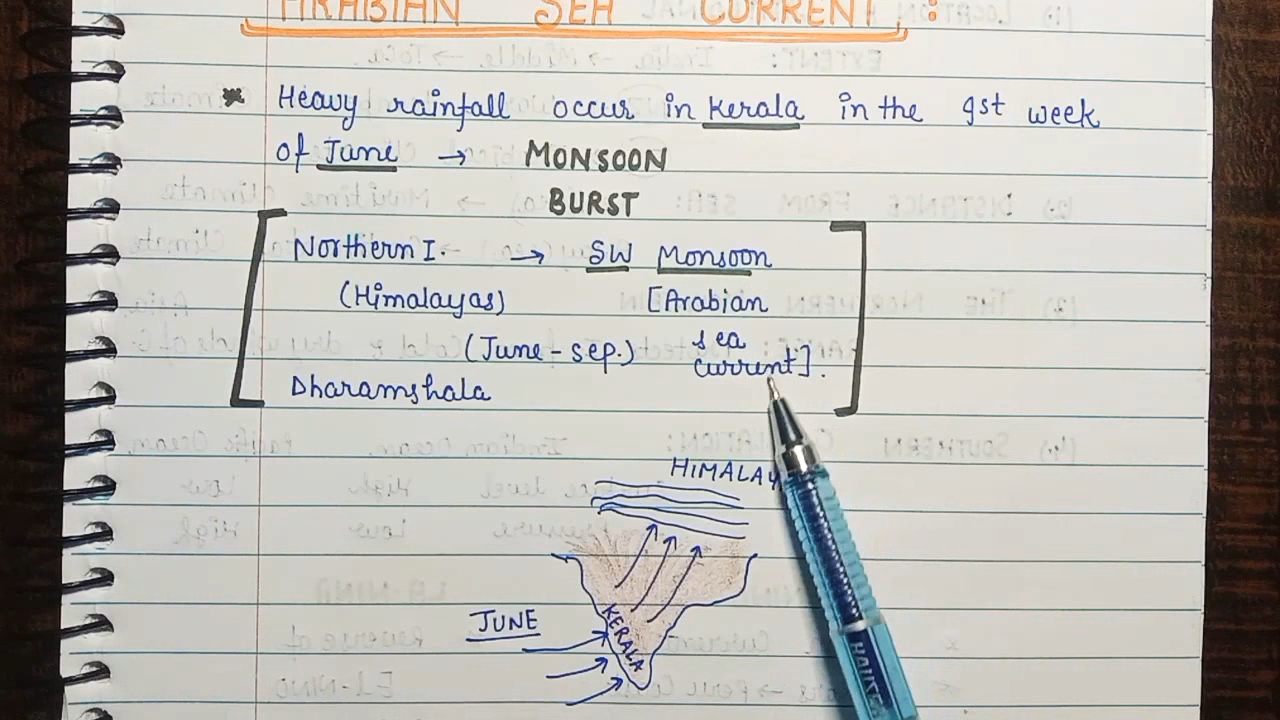 ARABIAN SEA CURRENT :
* Heavy rainfall occur in Kerala in the 1st week
of June → MONSOON
BURST
Northern I. → SW Monsoon
(Himalayas) [Arabian
(June - sep.) sea
current].
Dharamshala
HIMALAY
JUNE
KERALA
HAUSER